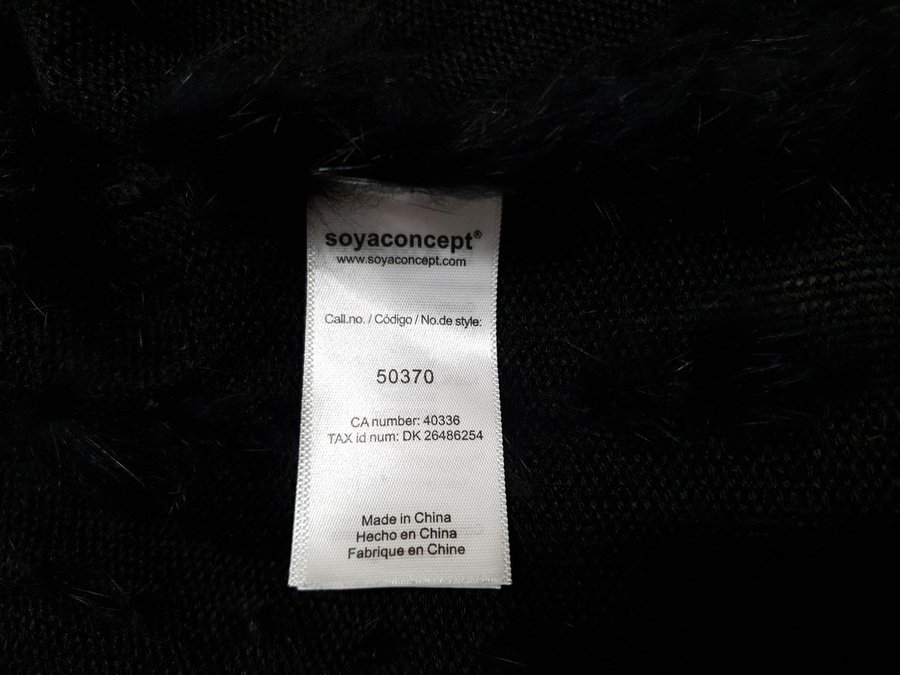 soyaconcept®
www.soyaconcept.com
Call.no. / Código / No.de style:
50370
CA number: 40336
TAX id num: DK 26486254
Made in China
Hecho en China
Fabrique en Chine